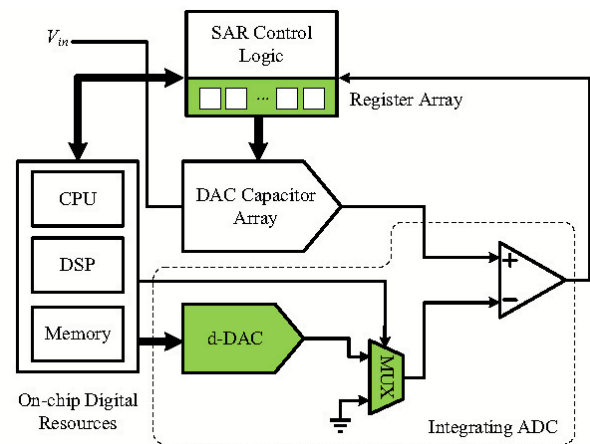 SAR Control
Logic
V_in
...
Register Array
CPU
DAC Capacitor
Array
DSP
+
Memory
d-DAC
−
MUX
On-chip Digital
Resources
Integrating ADC